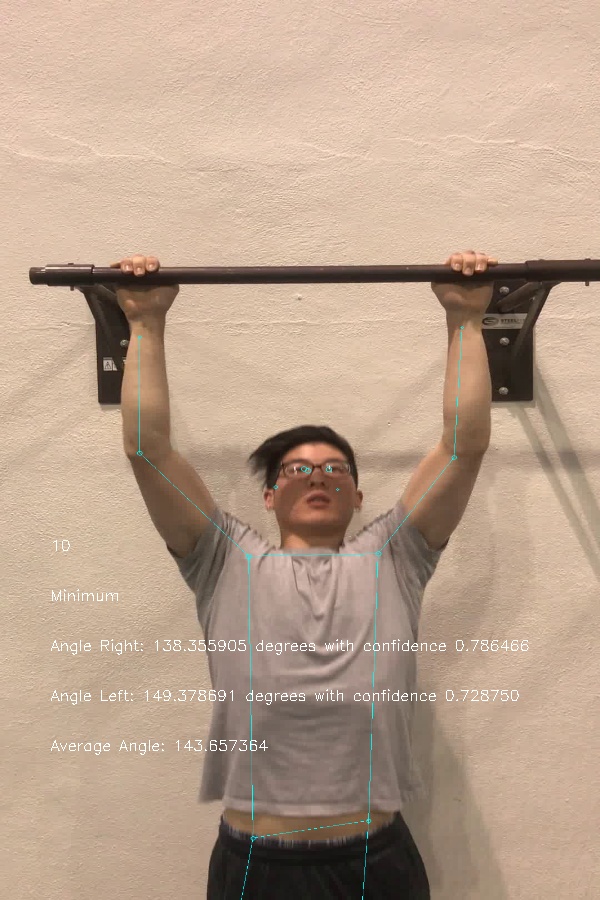 10
Minimum
Angle Right: 138.355905 degrees with confidence 0.786466
Angle Left: 149.378691 degrees with confidence 0.728750
Average Angle: 143.657364